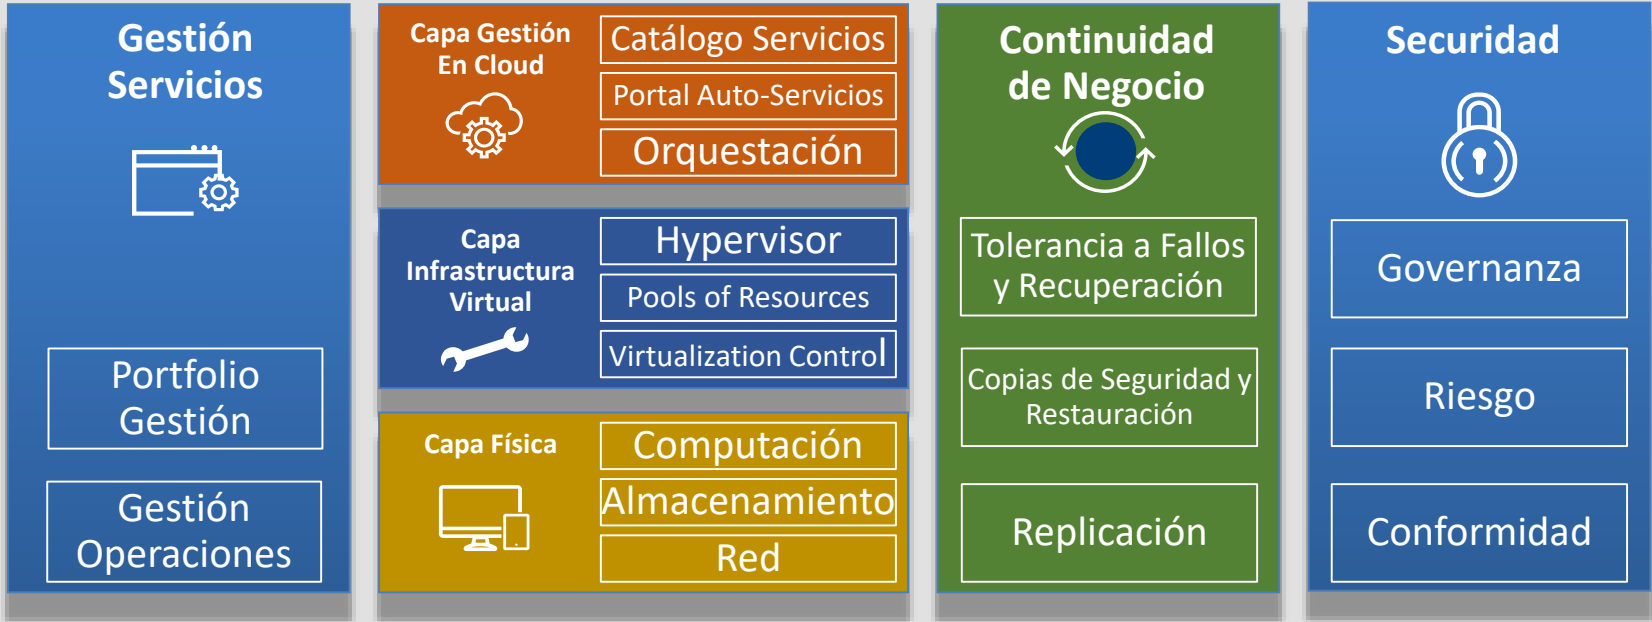 Gestión
Servicios
Portfolio
Gestión
Gestión
Operaciones
Capa Gestión
En Cloud
Catálogo Servicios
Portal Auto-Servicios
Orquestación
Capa
Infrastructura
Virtual
Hypervisor
Pools of Resources
Virtualization Control
Capa Física
Computación
Almacenamiento
Red
Continuidad
de Negocio
Tolerancia a Fallos
y Recuperación
Copias de Seguridad y
Restauración
Replicación
Securidad
Governanza
Riesgo
Conformidad